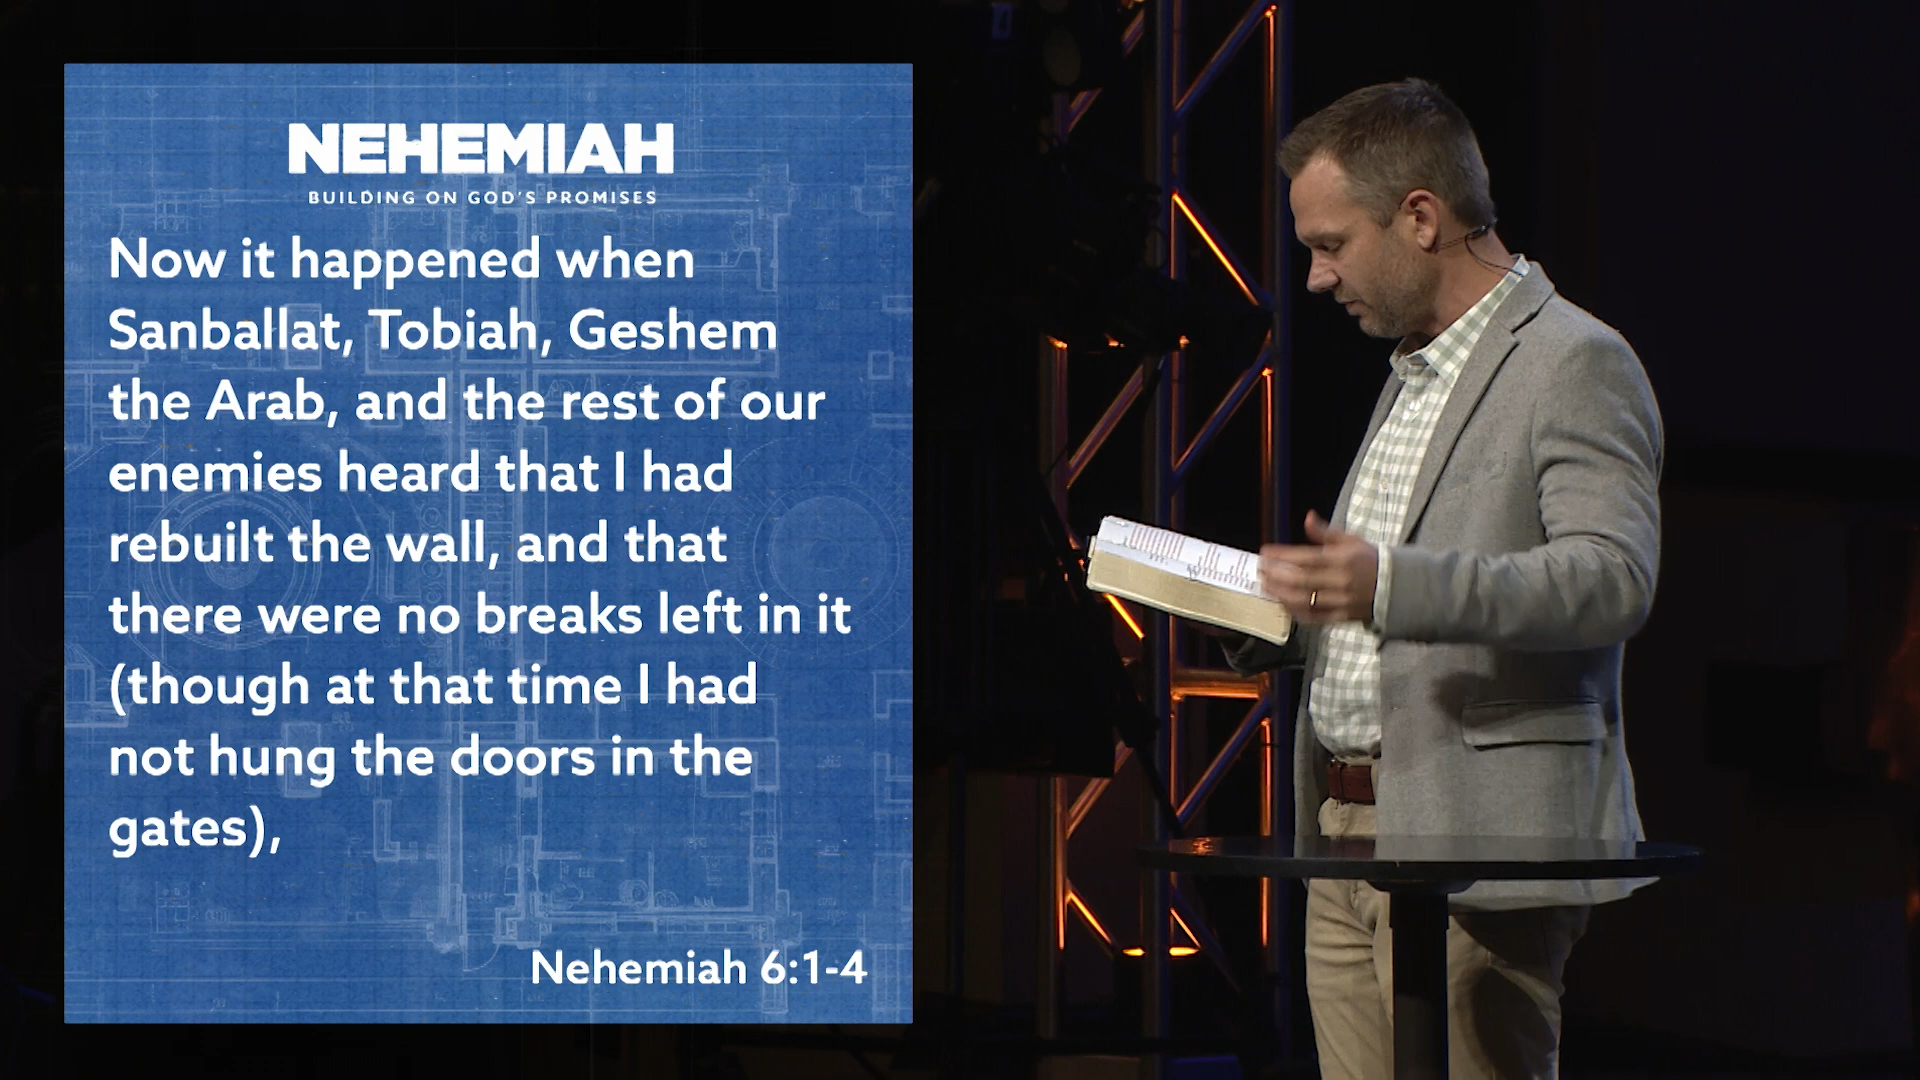 NEHEMIAH
BUILDING ON GOD'S PROMISES
Now it happened when
Sanballat, Tobiah, Geshem
the Arab, and the rest of our
enemies heard that I had
rebuilt the wall, and that
there were no breaks left in it
(though at that time I had
not hung the doors in the
gates),
Nehemiah 6:1-4